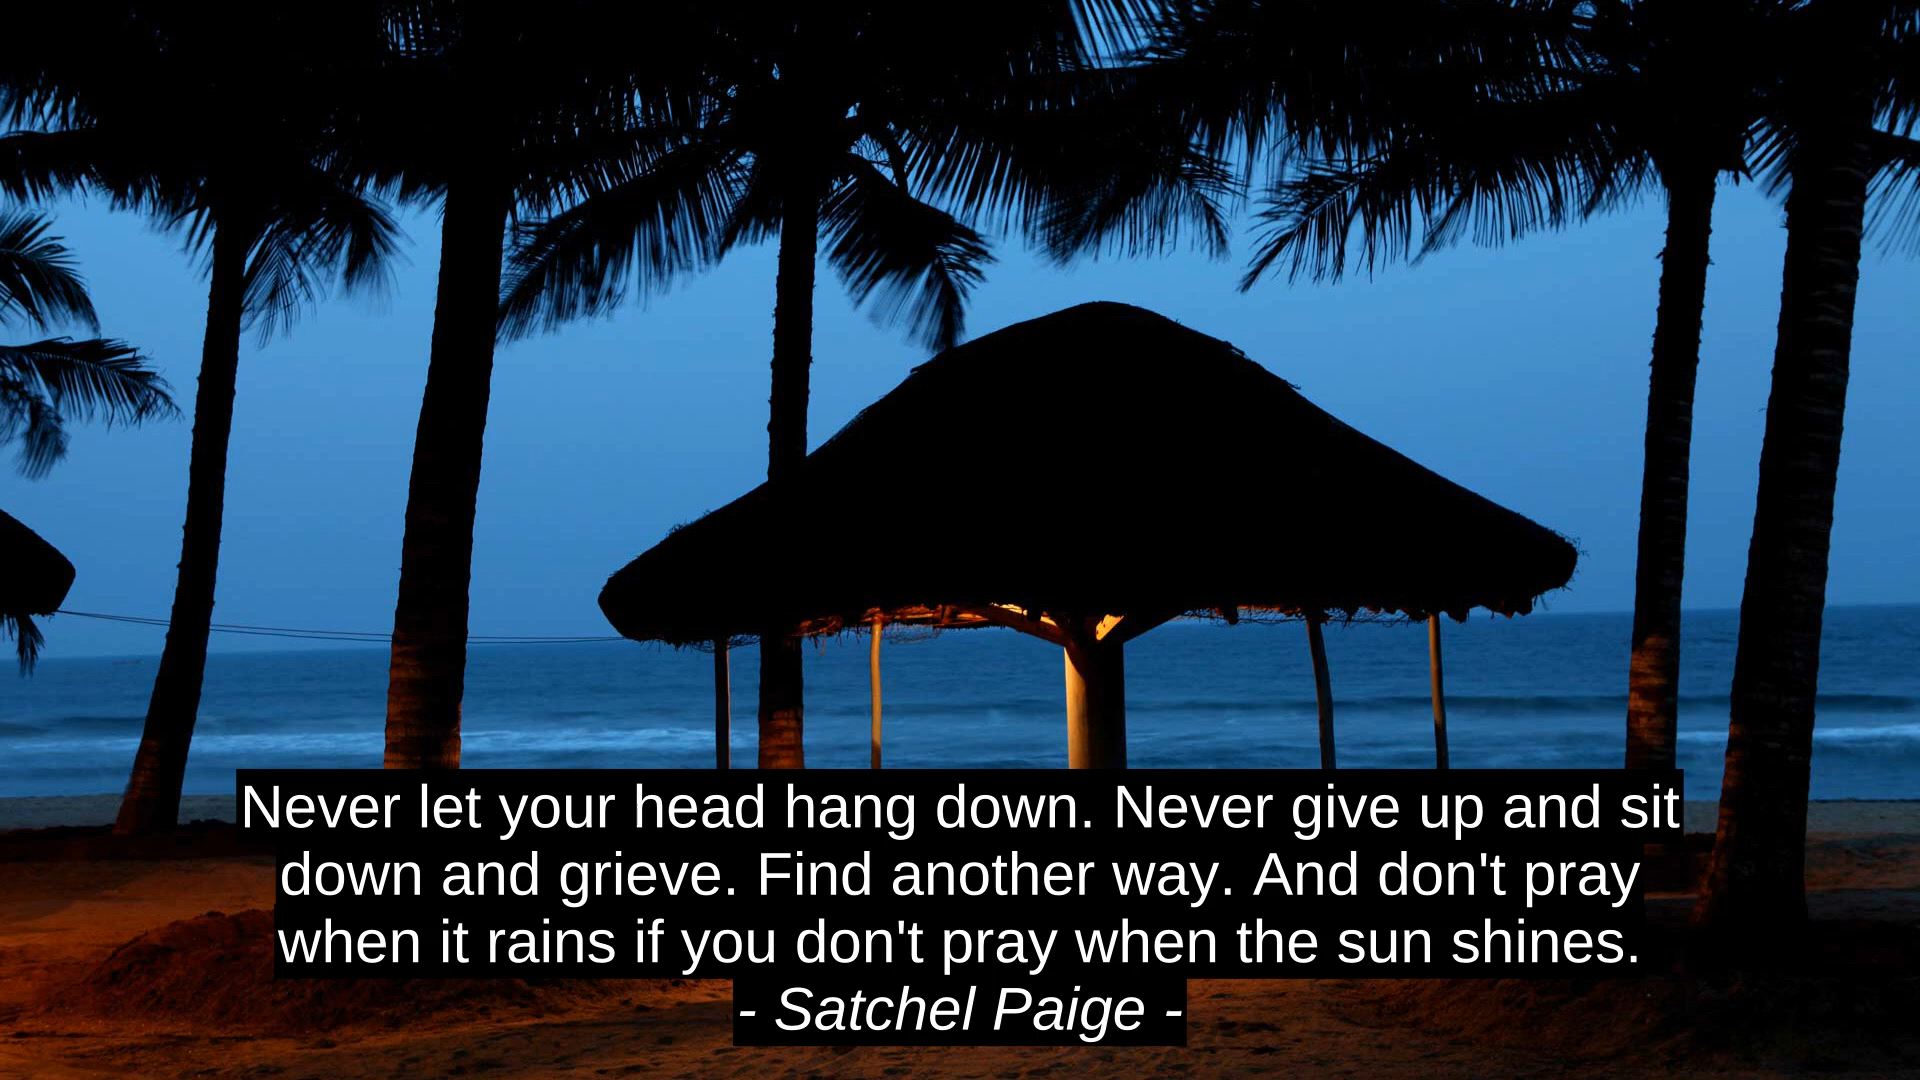 Never let your head hang down. Never give up and sit
down and grieve. Find another way. And don't pray
when it rains if you don't pray when the sun shines.
- Satchel Paige -